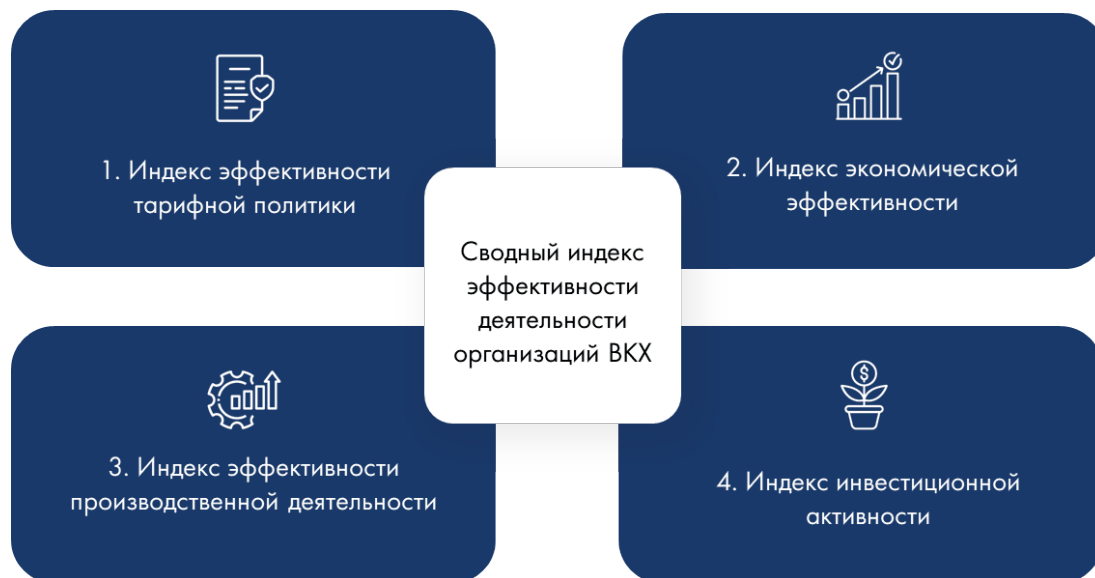 1. Индекс эффективности
тарифной политики
2. Индекс экономической
эффективности
Сводный индекс
эффективности
деятельности
организаций ВКХ
3. Индекс эффективности
производственной деятельности
4. Индекс инвестиционной
активности